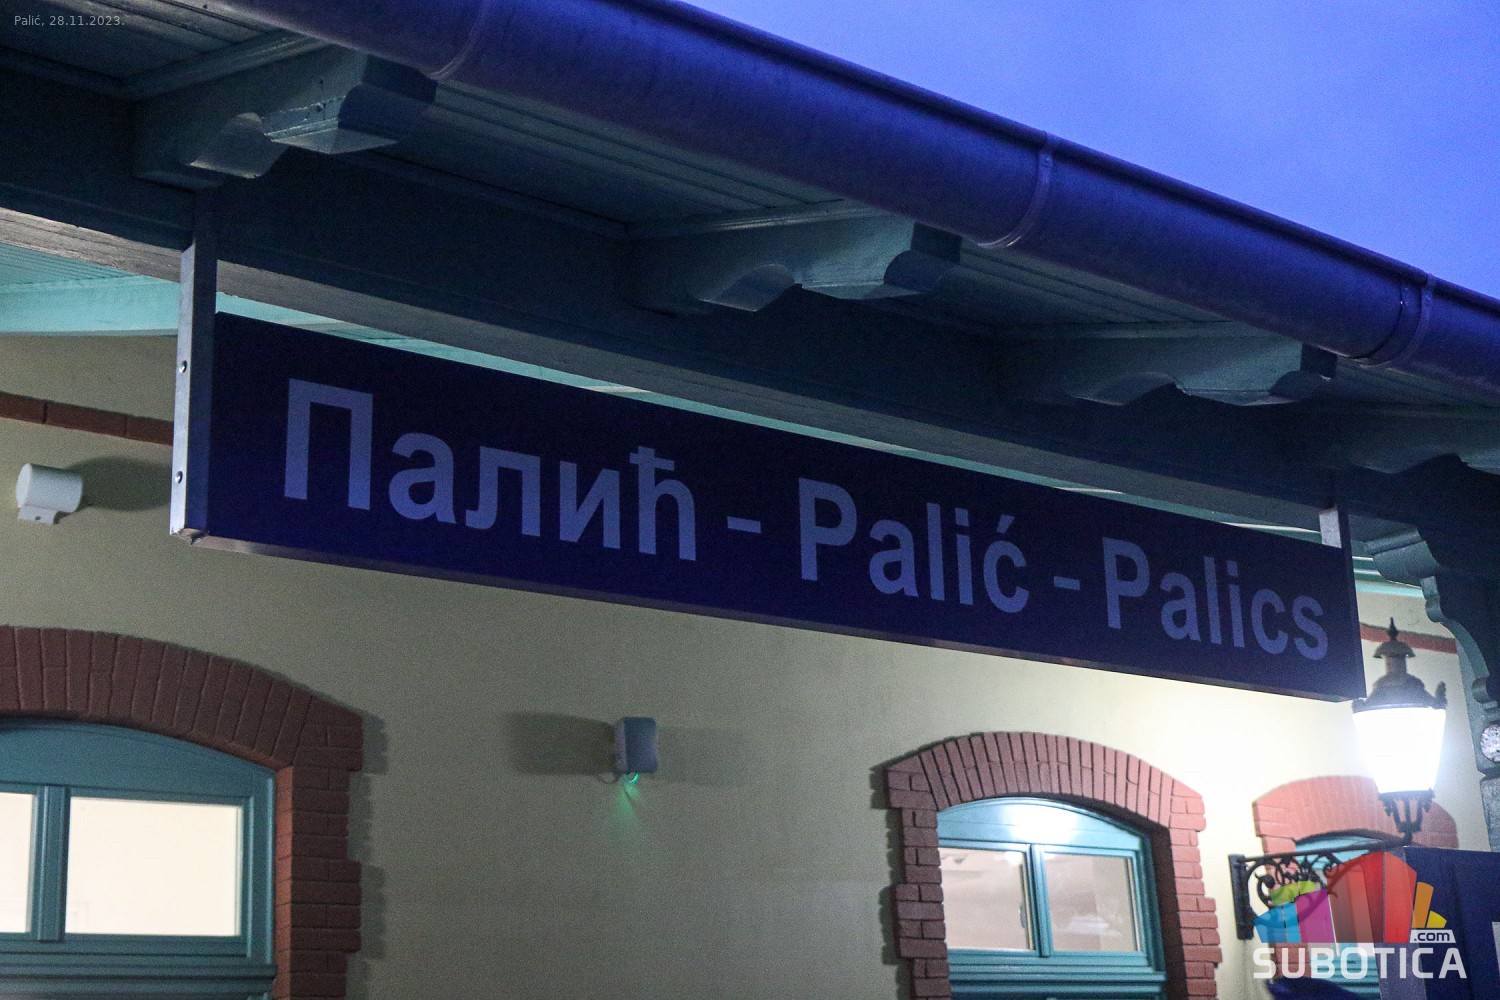 Palić, 28.11.2023.
Палић - Palić - Palics
.com
SUBOTICA